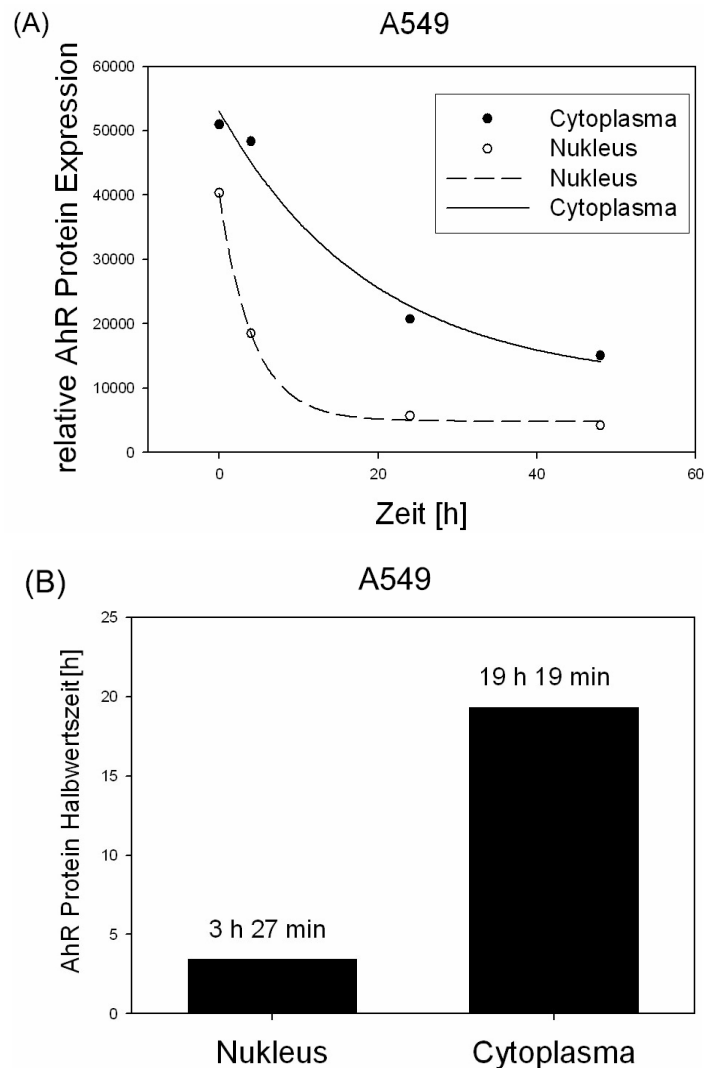 (A)
A549
relative AhR Protein Expression
60000
50000
40000
30000
20000
10000
0
Cytoplasma
Nukleus
Nukleus
Cytoplasma
0
20
40
60
Zeit [h]
(B)
A549
AhR Protein Halbwertszeit[h]
25
20
15
10
5
0
3 h 27 min
19 h 19 min
Nukleus
Cytoplasma